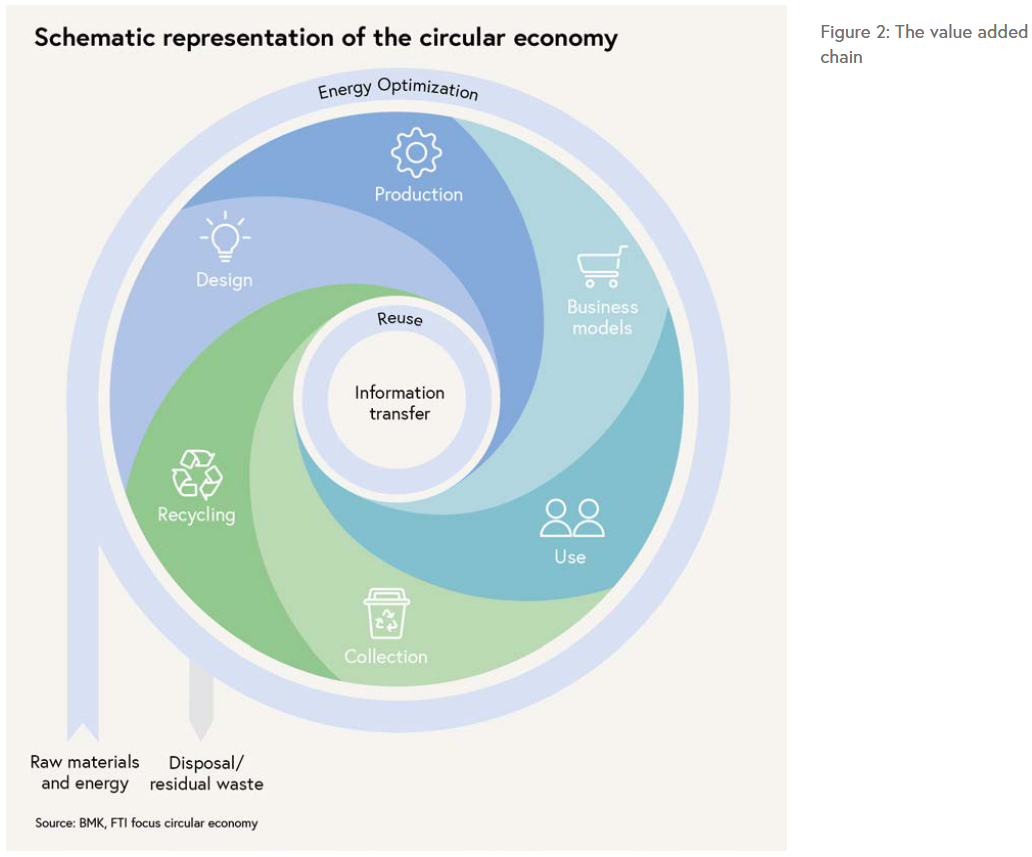 Schematic representation of the circular economy
Figure 2: The value added
chain
Energy Optimization
Production
Design
Business
models
Reuse
Information
transfer
Recycling
Use
Collection
Raw materials
and energy
Disposal/
residual waste
Source: BMK, FTI focus circular economy